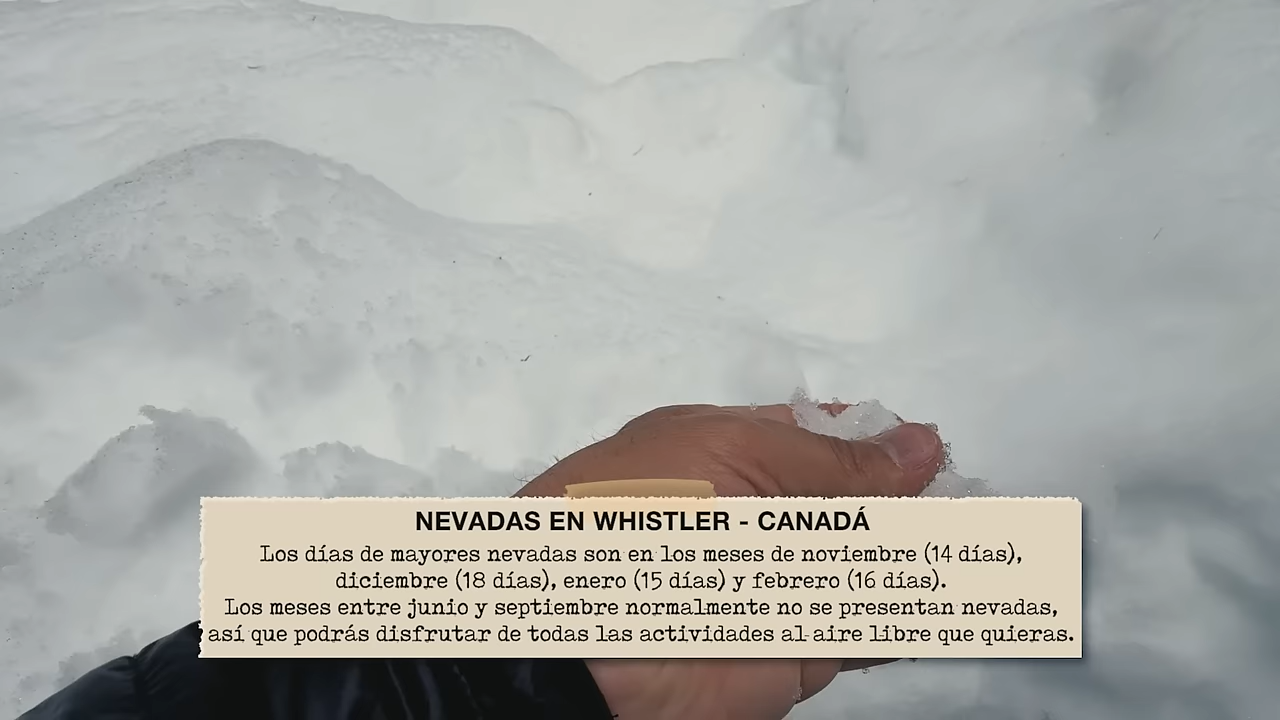 NEVADAS EN WHISTLER - CANADÁ
Los días de mayores nevadas son en los meses de noviembre (14 días),
diciembre (18 días), enero (15 días) y febrero (16 días).
Los meses entre junio y septiembre normalmente no se presentan nevadas,
así que podrás disfrutar de todas las actividades al aire libre que quieras.